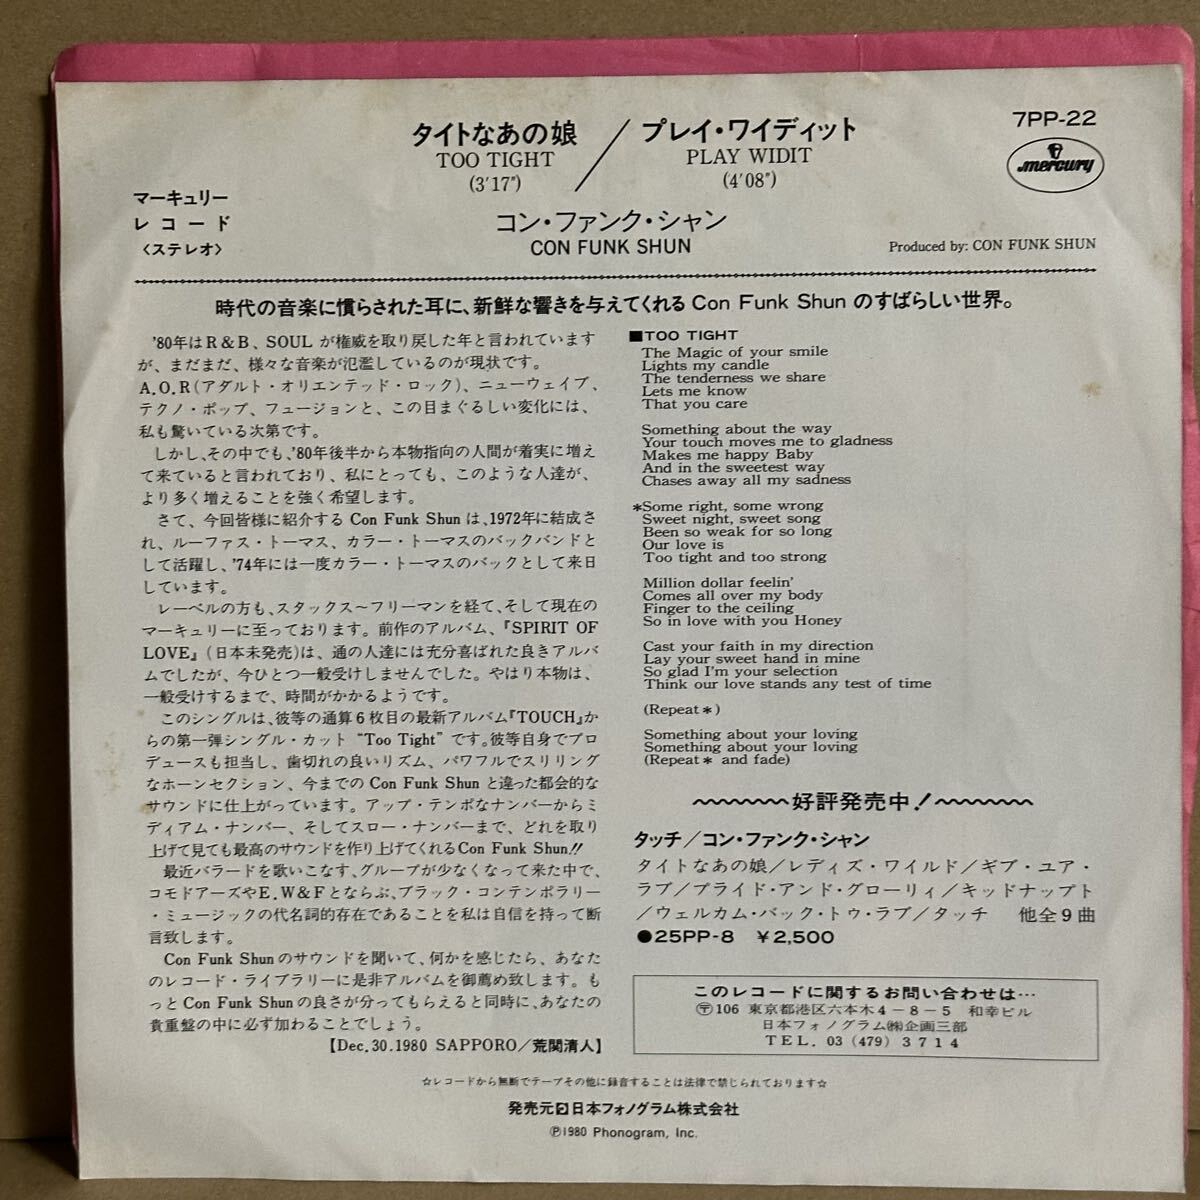 7PP-22
タイトなあの娘／プレイ・ワイディット
TOO TIGHT PLAY WIDIT
(3'17") (4'08")
mercury
マーキュリー
レコード
〈ステレオ〉
コン・ファンク・シャン
CON FUNK SHUN
Produced by: CON FUNK SHUN
時代の音楽に慣らされた耳に、新鮮な響きを与えてくれるCon Funk Shunのすばらしい世界。
'80年はR&B、SOULが権威を取り戻した年と言われています
が、まだまだ、様々な音楽が氾濫しているのが現状です。
A.O.R(アダルト・オリエンテッド・ロック)、ニューウェイブ、
テクノ・ポップ、フュージョンと、この目まぐるしい変化には、
私も驚いている次第です。
しかし、その中でも、'80年後半から本物指向の人間が着実に増え
て来ていると言われており、私にとっても、このような人達が、
より多く増えることを強く希望します。
さて、今回皆様に紹介するCon Funk Shunは、1972年に結成さ
れ、ルーファス・トーマス、カラー・トーマスのバックバンドと
して活躍し、'74年には一度カラー・トーマスのバックとして来日
しています。
レーベルの方も、スタックス〜フリーマンを経て、そして現在の
マーキュリーに至っております。前作のアルバム、『SPIRIT OF
LOVE』(日本未発売)は、通の人達には充分喜ばれた良きアルバ
ムでしたが、今ひとつ一般受けしませんでした。やはり本物は、
一般受けするまで、時間がかかるようです。
このシングルは、彼等の通算6枚目の最新アルバム『TOUCH』か
らの第一弾シングル・カット "Too Tight" です。彼等自身でプロ
デュースも担当し、歯切れの良いリズム、パワフルでスリリング
なホーンセクション、今までのCon Funk Shunと違った都会的な
サウンドに仕上がっています。アップ・テンポなナンバーからミ
ディアム・ナンバー、そしてスロー・ナンバーまで、どれを取り
上げて見ても最高のサウンドを作り上げてくれるCon Funk Shun!!
最近バラードを歌いこなす、グループが少なくなって来た中で、
コモドアーズやE.W&Fとならぶ、ブラック・コンテンポラリー
・ミュージックの代名詞的存在であることを私は自信を持って断
言致します。
Con Funk Shunのサウンドを聞いて、何かを感じたら、あなた
のレコード・ライブラリーに是非アルバムを御薦め致します。も
っとCon Funk Shunの良さが分ってもらえると同時に、あなたの
貴重盤の中に必ず加わることでしょう。
【Dec.30.1980 SAPPORO／荒関清人】
■TOO TIGHT
The Magic of your smile
Lights my candle
The tenderness we share
Lets me know
That you care
Something about the way
Your touch moves me to gladness
Makes me happy Baby
And in the sweetest way
Chases away all my sadness
*Some right, some wrong
Sweet night, sweet song
Been so weak for so long
Our love is
Too tight and too strong
Million dollar feelin'
Comes all over my body
Finger to the ceiling
So in love with you Honey
Cast your faith in my direction
Lay your sweet hand in mine
So glad I'm your selection
Think our love stands any test of time
(Repeat*)
Something about your loving
Something about your loving
(Repeat* and fade)
〜〜〜〜〜好評発売中！〜〜〜〜〜
タッチ／コン・ファンク・シャン
タイトなあの娘／レディズ・ワイルド／ギブ・ユア・
ラブ／プライド・アンド・グローリィ／キッドナップト
／ウェルカム・バック・トゥ・ラブ／タッチ 他全9曲
●25PP-8 ¥2,500
このレコードに関するお問い合わせは…
〶106 東京都港区六本木4-8-5 和幸ビル
日本フォノグラム㈱企画三部
TEL. 03 (479) 3714
☆レコードから無断でテープその他に録音することは法律で禁じられております☆
発売元 日本フォノグラム株式会社
℗1980 Phonogram, Inc.